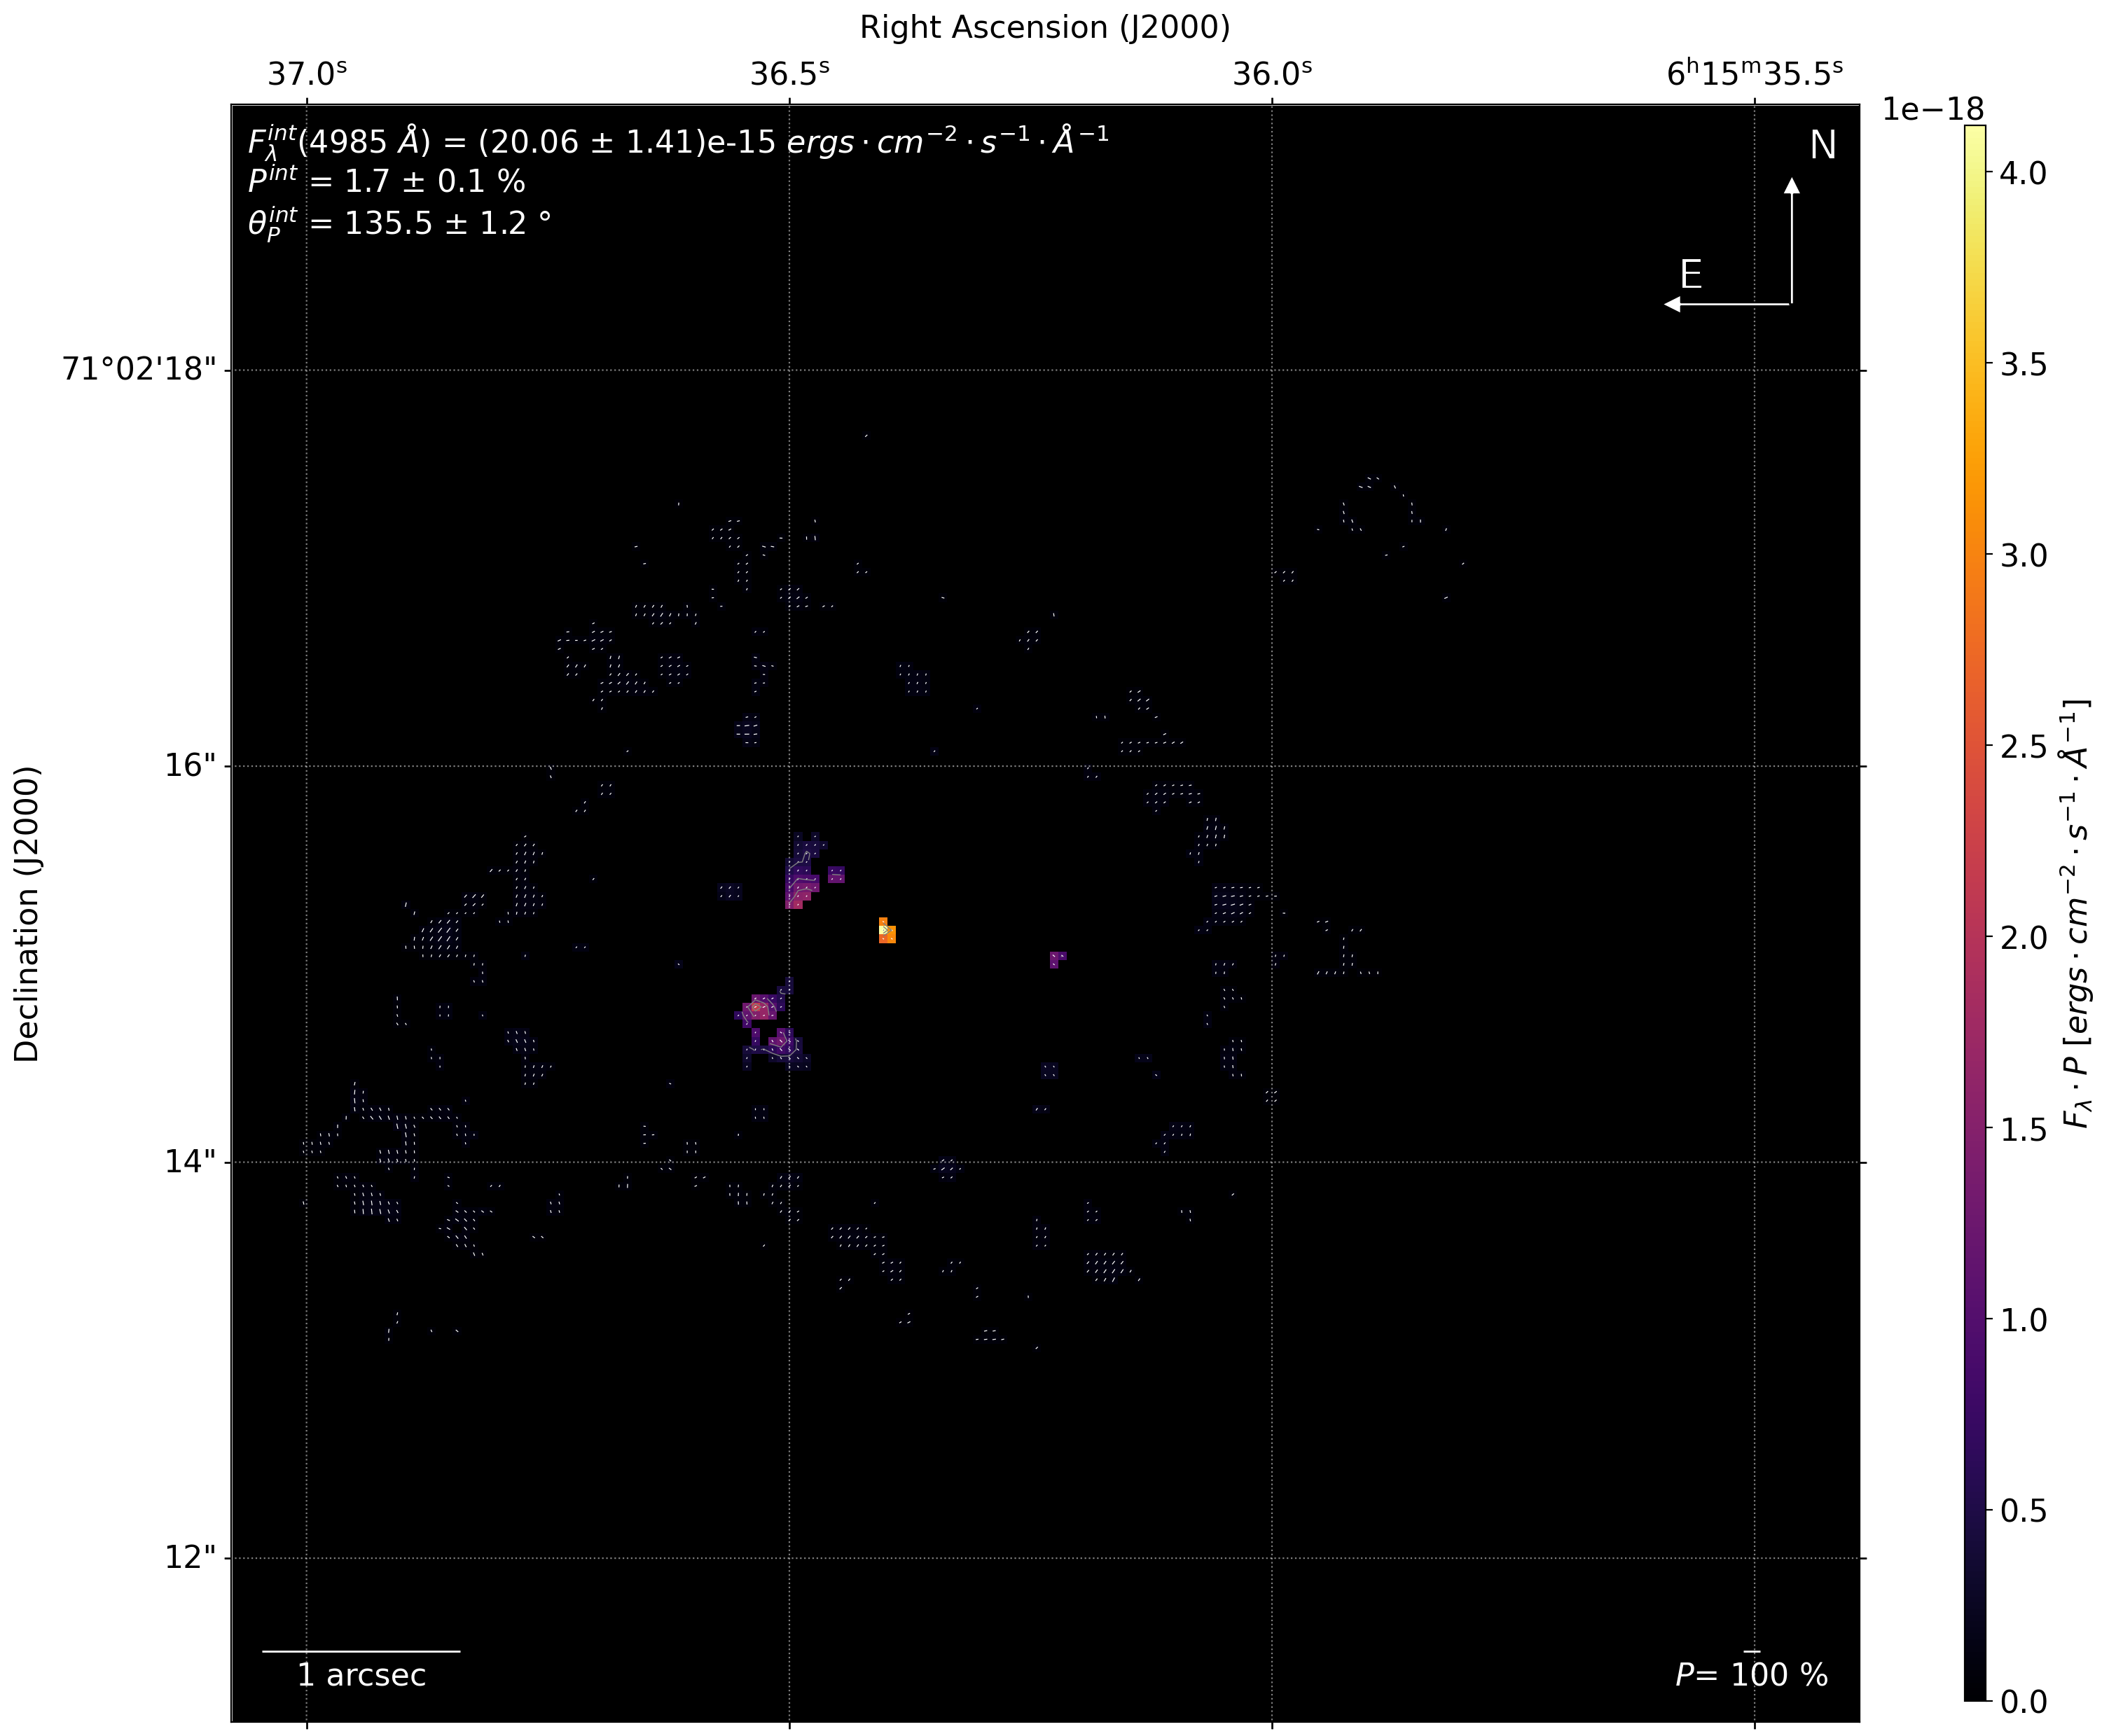 Right Ascension (J2000)
37.0ˢ 36.5ˢ 36.0ˢ 6ʰ15ᵐ35.5ˢ
1e−18
F_λ^int(4985 Å) = (20.06 ± 1.41)e-15 ergs · cm⁻² · s⁻¹ · Å⁻¹
P^int = 1.7 ± 0.1 %
θ_P^int = 135.5 ± 1.2 °
N
E
71°02'18"
16"
14"
12"
Declination (J2000)
1 arcsec
P= 100 %
4.0
3.5
3.0
2.5
2.0
1.5
1.0
0.5
0.0
F_λ · P [ergs · cm⁻² · s⁻¹ · Å⁻¹]